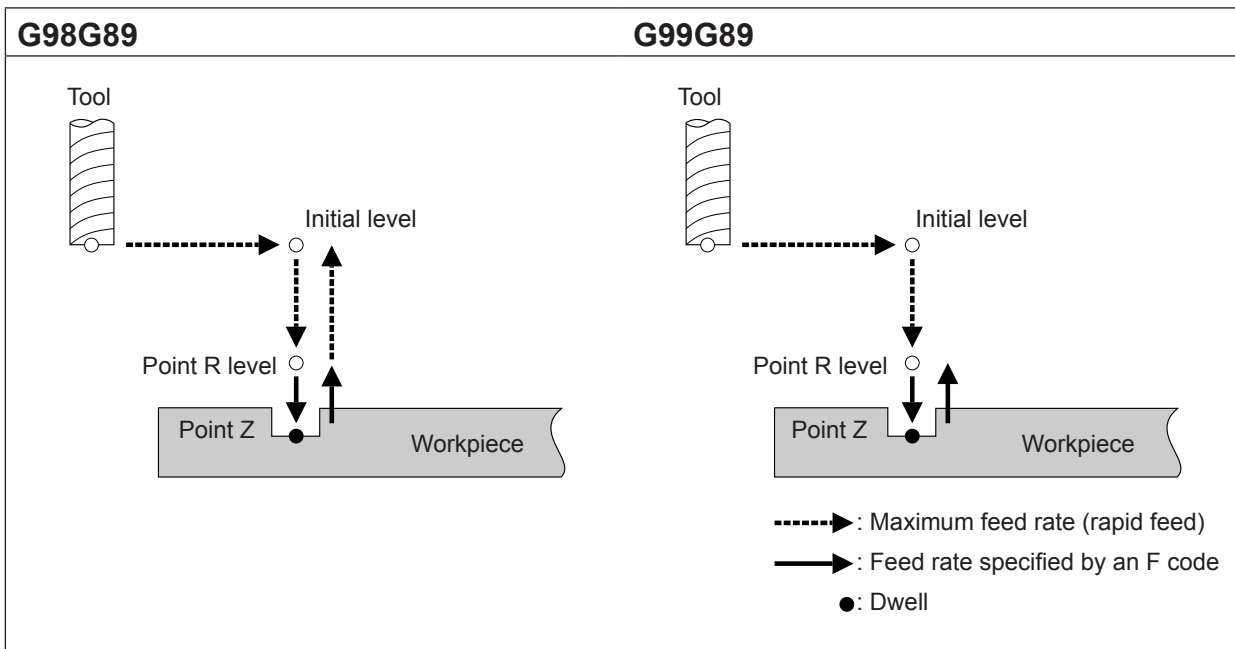 G98G89
G99G89
Tool
Initial level
Point R level
Point Z
Workpiece
Tool
Initial level
Point R level
Point Z
Workpiece
: Maximum feed rate (rapid feed)
: Feed rate specified by an F code
: Dwell